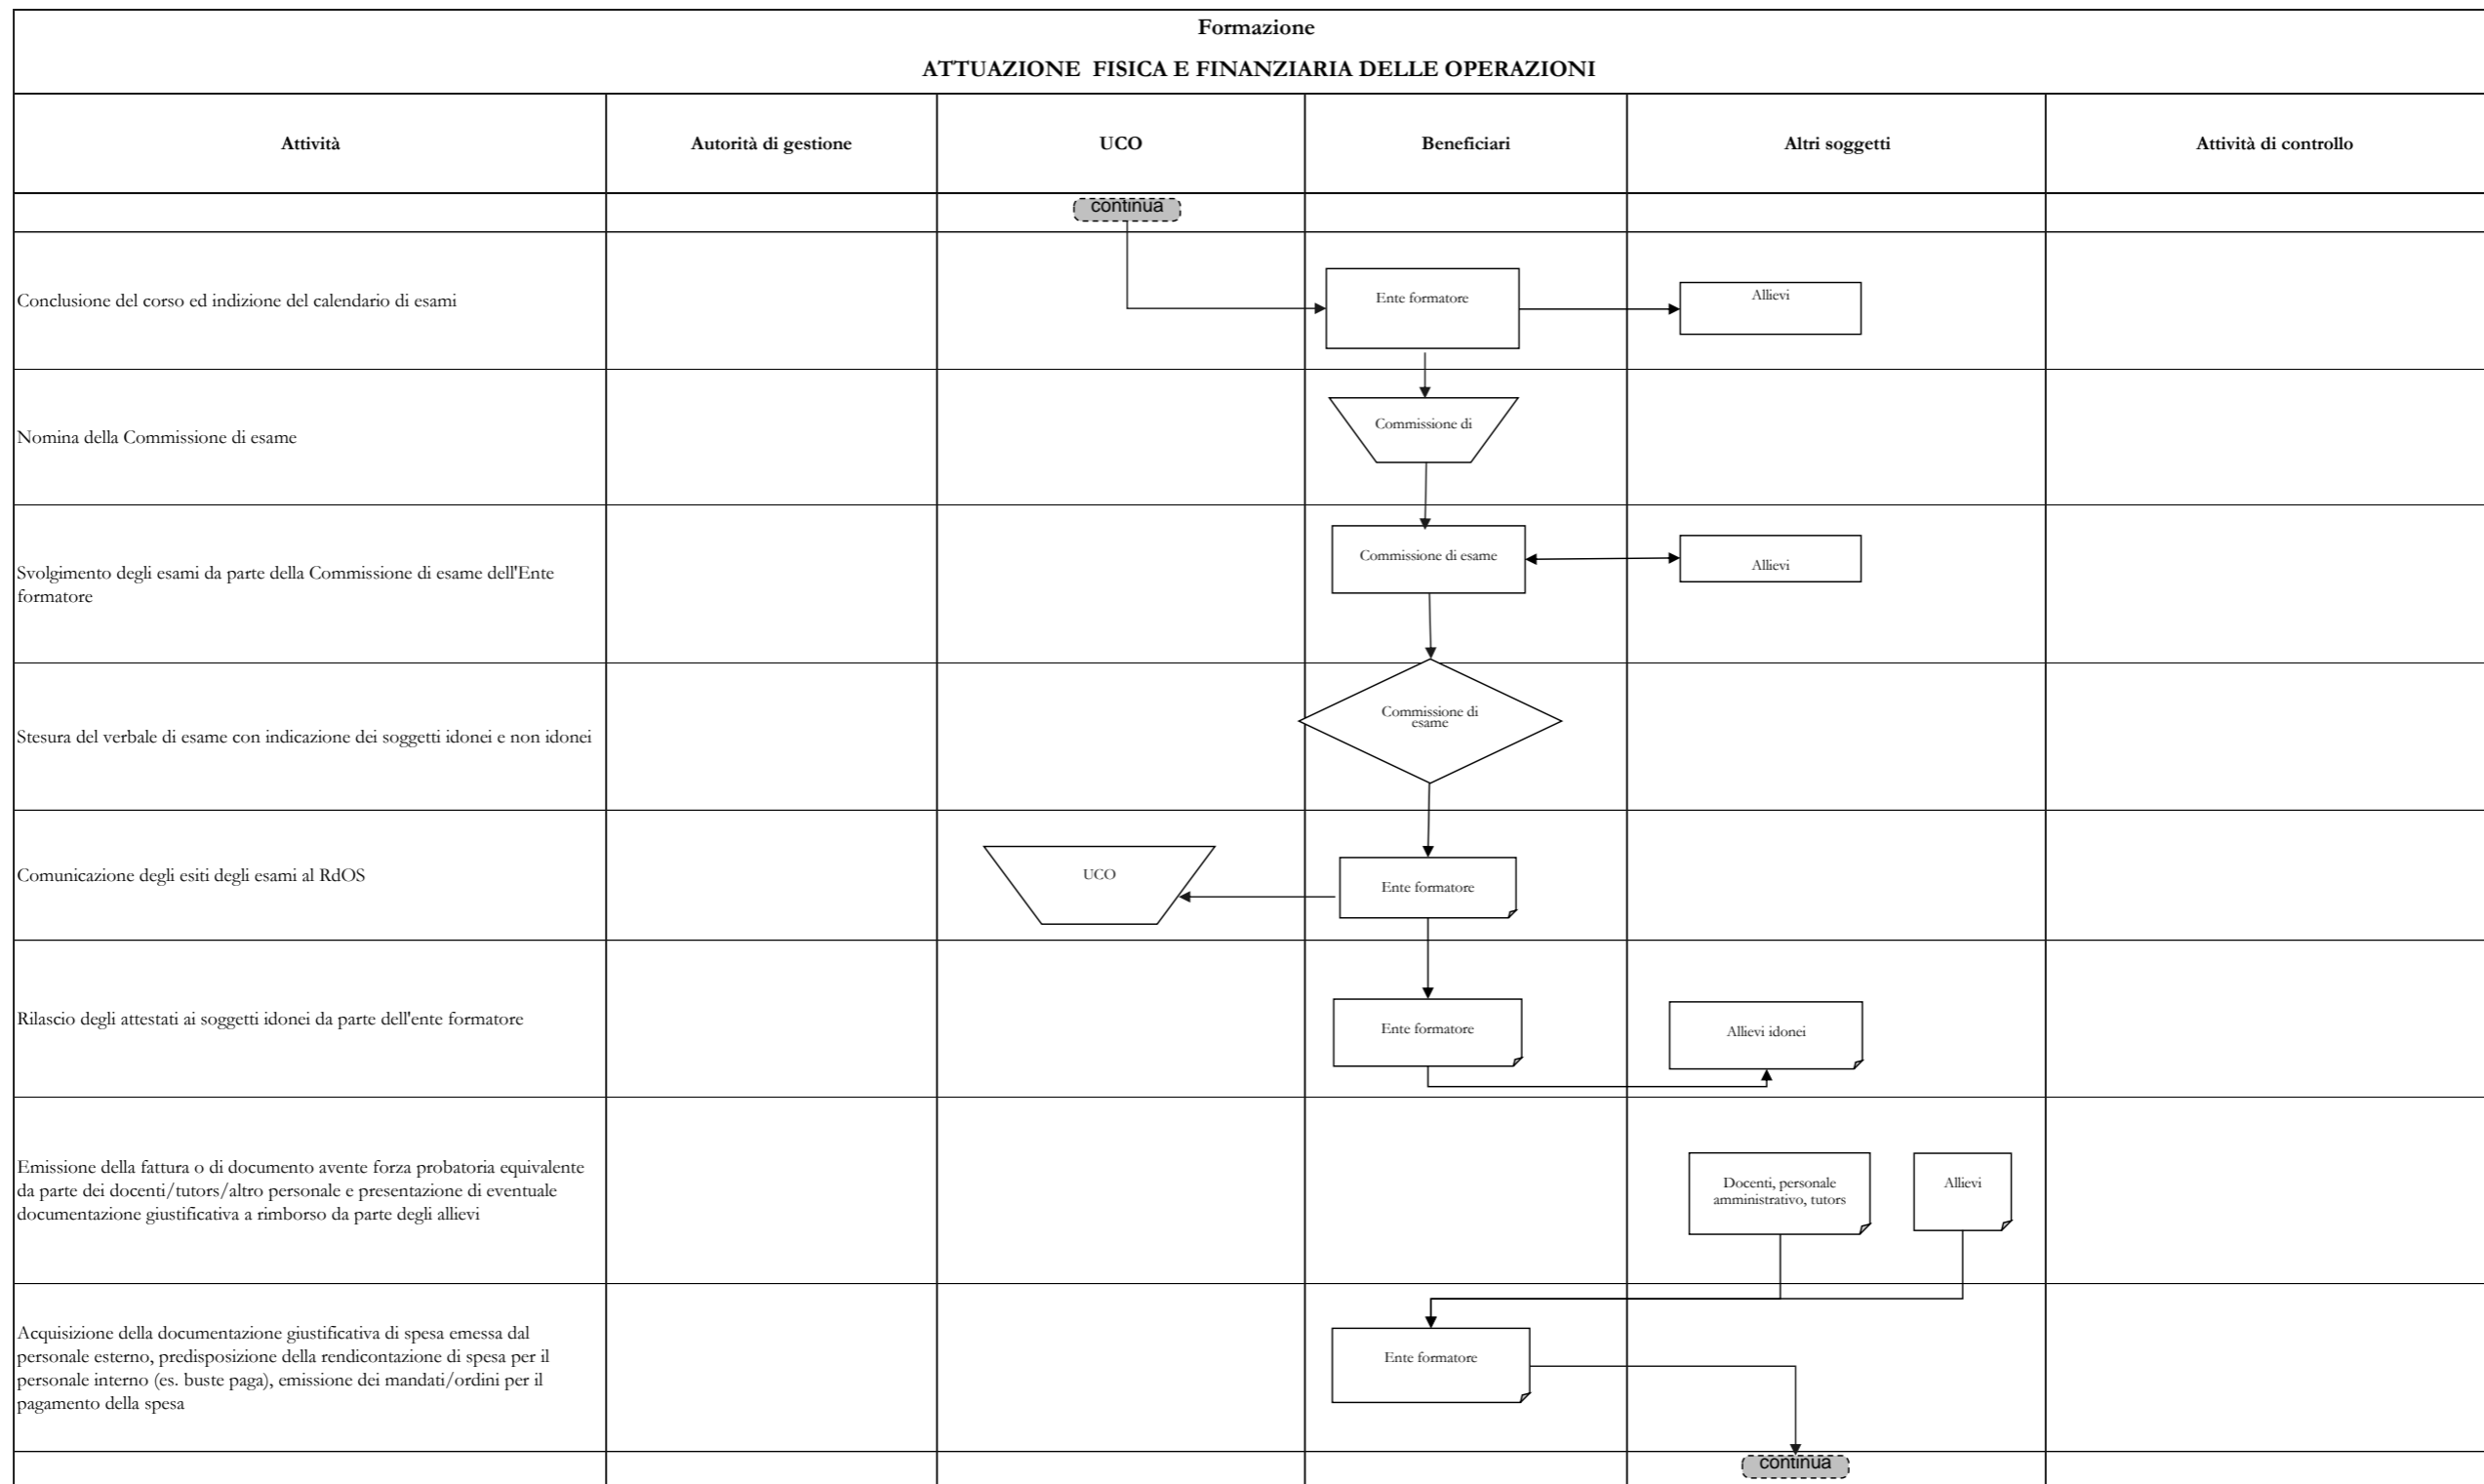 Formazione
ATTUAZIONE FISICA E FINANZIARIA DELLE OPERAZIONI
Attività
Autorità di gestione
UCO
Beneficiari
Altri soggetti
Attività di controllo
continua
Conclusione del corso ed indizione del calendario di esami
Ente formatore
Allievi
Nomina della Commissione di esame
Commissione di
Svolgimento degli esami da parte della Commissione di esame dell'Ente
formatore
Commissione di esame
Allievi
Stesura del verbale di esame con indicazione dei soggetti idonei e non idonei
Commissione di
esame
Comunicazione degli esiti degli esami al RdOS
UCO
Ente formatore
Rilascio degli attestati ai soggetti idonei da parte dell'ente formatore
Ente formatore
Allievi idonei
Emissione della fattura o di documento avente forza probatoria equivalente
da parte dei docenti/tutors/altro personale e presentazione di eventuale
documentazione giustificativa a rimborso da parte degli allievi
Docenti, personale
amministrativo, tutors
Allievi
Acquisizione della documentazione giustificativa di spesa emessa dal
personale esterno, predisposizione della rendicontazione di spesa per il
personale interno (es. buste paga), emissione dei mandati/ordini per il
pagamento della spesa
Ente formatore
continua